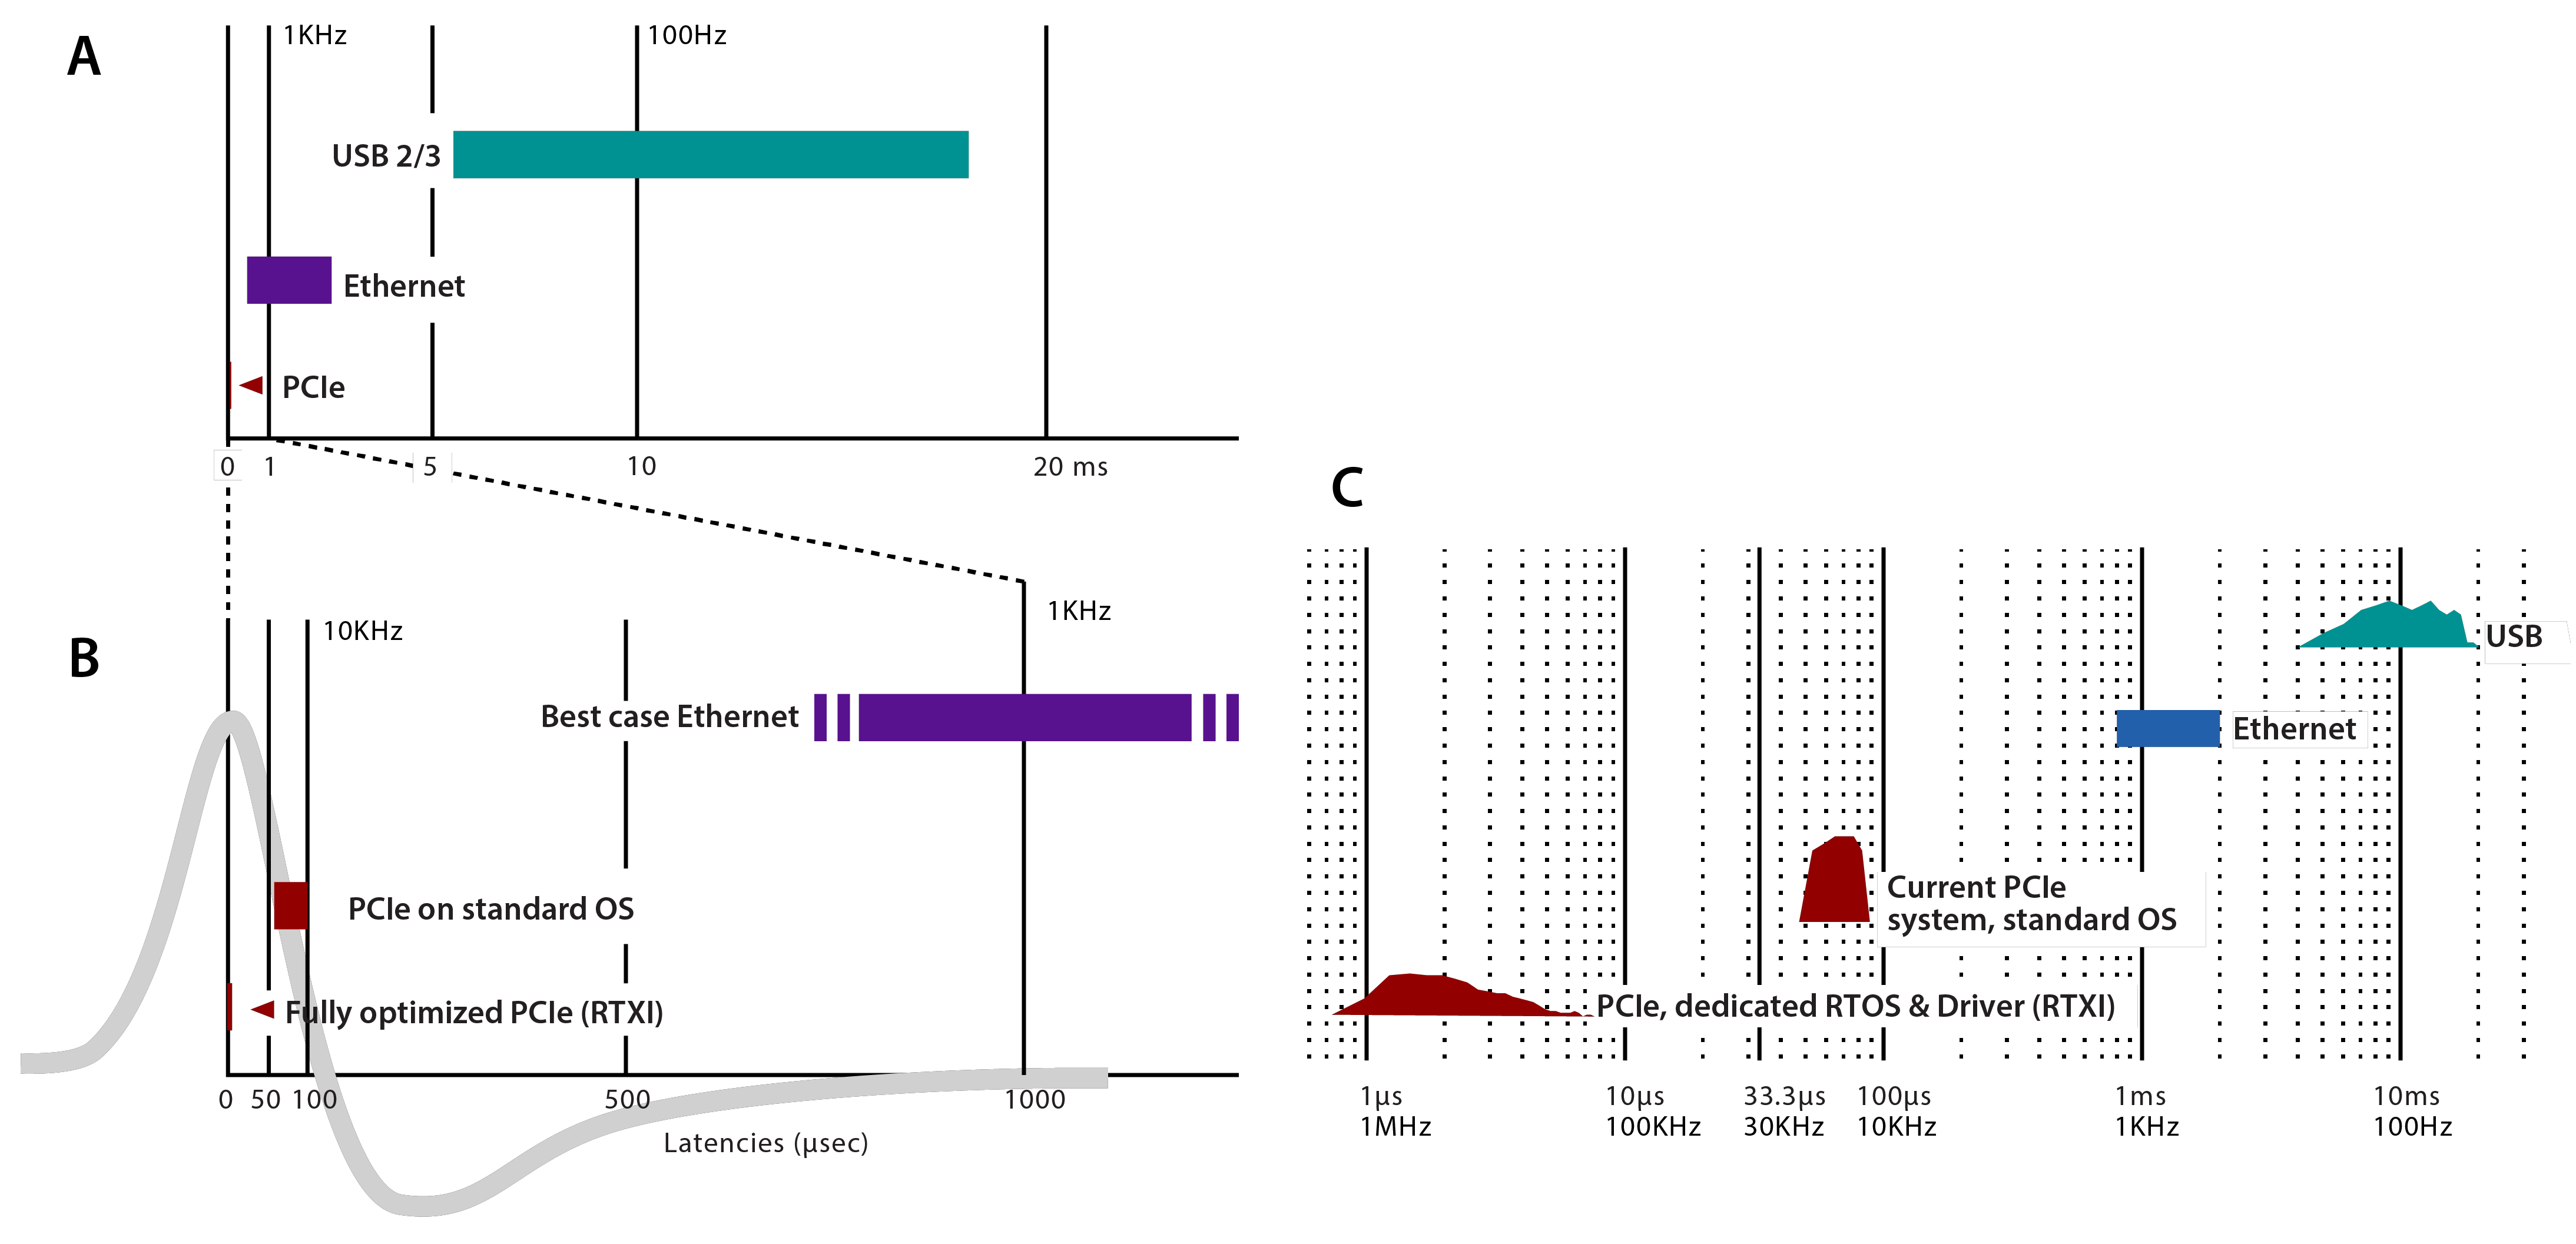 A
1KHz
100Hz
USB 2/3
Ethernet
PCIe
0 1 5 10 20 ms
B
10KHz
1KHz
Best case Ethernet
PCIe on standard OS
Fully optimized PCIe (RTXI)
0 50 100 500 1000
Latencies (µsec)
C
USB
Ethernet
Current PCIe
system, standard OS
PCIe, dedicated RTOS & Driver (RTXI)
1µs 10µs 33.3µs 100µs 1ms 10ms
1MHz 100KHz 30KHz 10KHz 1KHz 100Hz